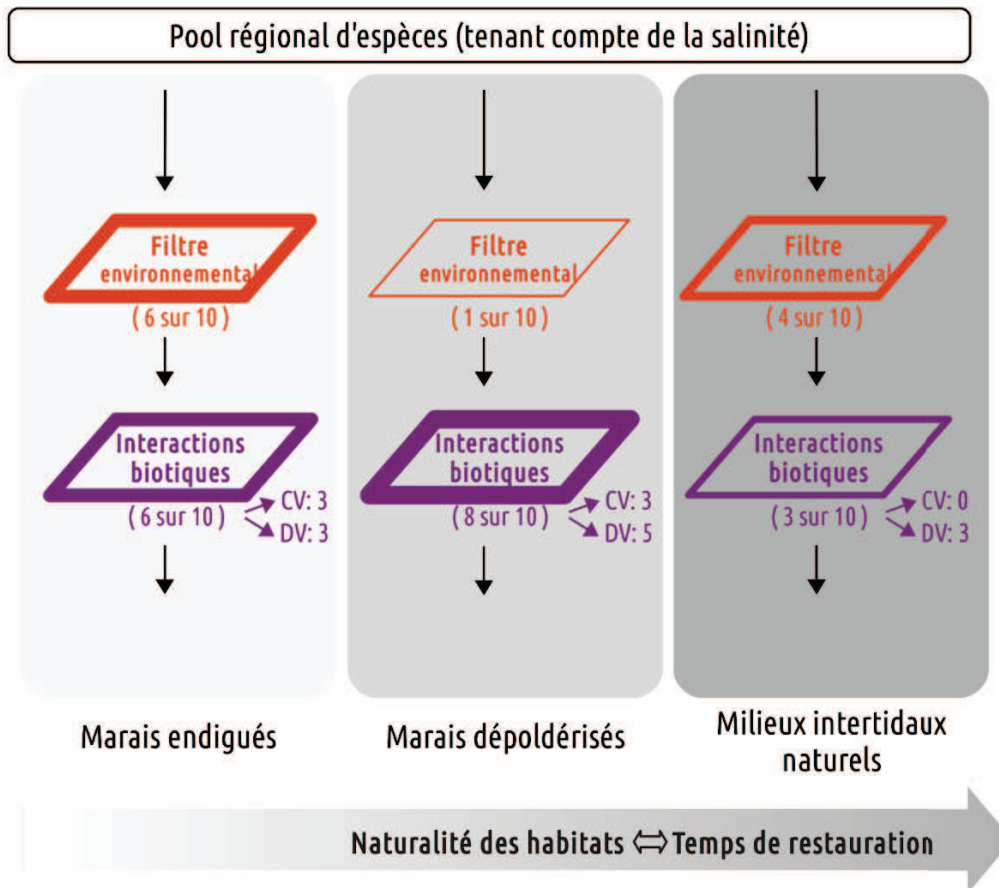 Pool régional d'espèces (tenant compte de la salinité)
Filtre
environnemental
( 6 sur 10 )
Interactions
biotiques
( 6 sur 10 )
CV: 3
DV: 3
Marais endigués
Filtre
environnemental
( 1 sur 10 )
Interactions
biotiques
( 8 sur 10 )
CV: 3
DV: 5
Marais dépoldérisés
Filtre
environnemental
( 4 sur 10 )
Interactions
biotiques
( 3 sur 10 )
CV: 0
DV: 3
Milieux intertidaux
naturels
Naturalité des habitats ⇔ Temps de restauration